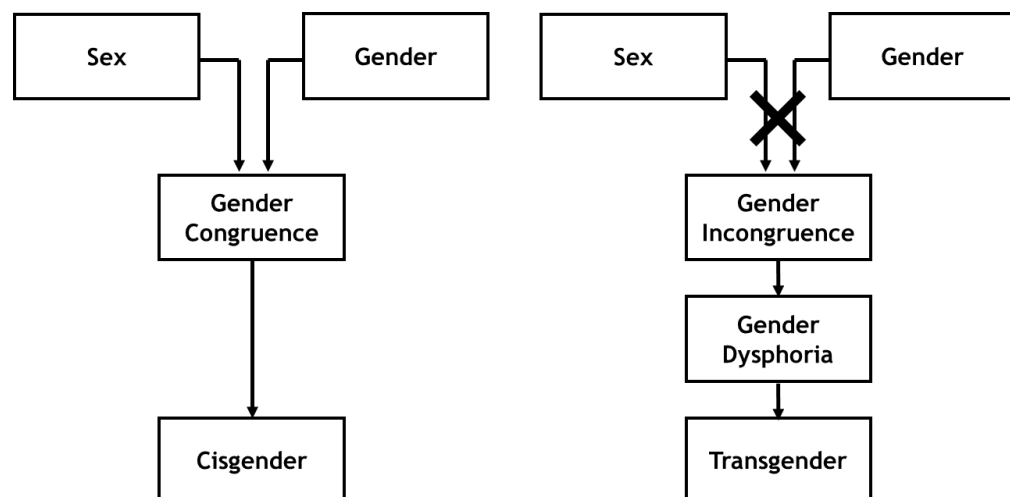 Sex
Gender
Sex
Gender
Gender
Congruence
Gender
Incongruence
Gender
Dysphoria
Cisgender
Transgender